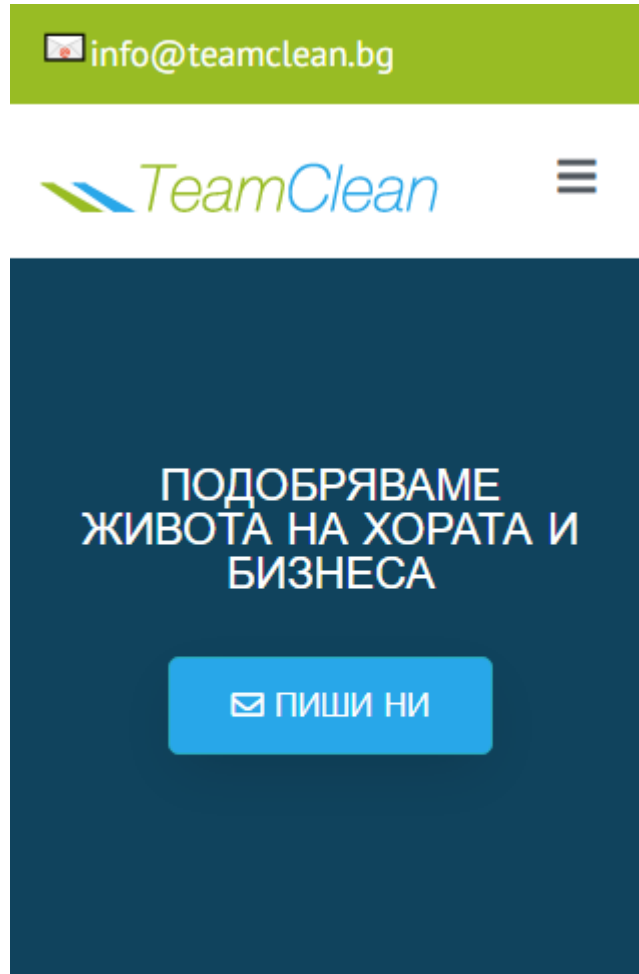 info@teamclean.bg
TeamClean
ПОДОБРЯВАМЕ
ЖИВОТА НА ХОРАТА И
БИЗНЕСА
ПИШИ НИ